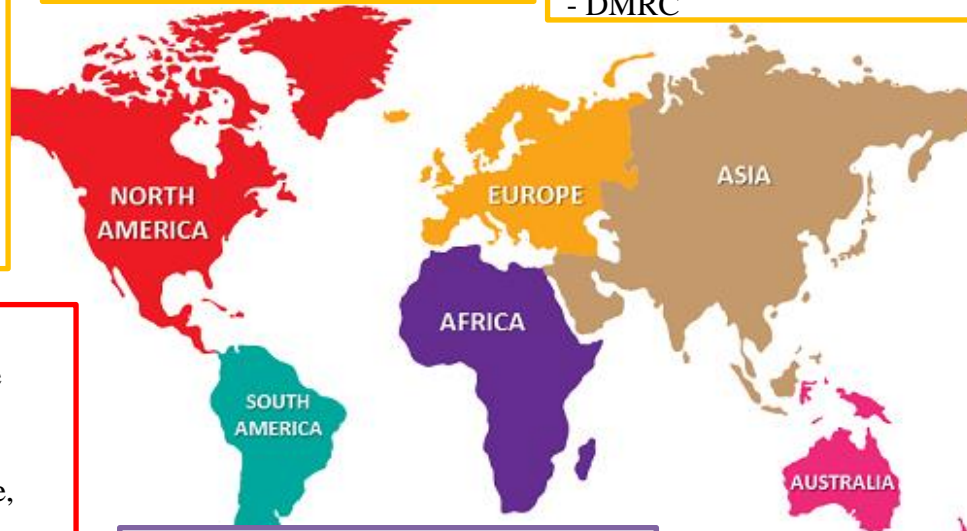 - DMRC
NORTH
AMERICA
EUROPE
ASIA
AFRICA
SOUTH
AMERICA
e,
AUSTRALIA